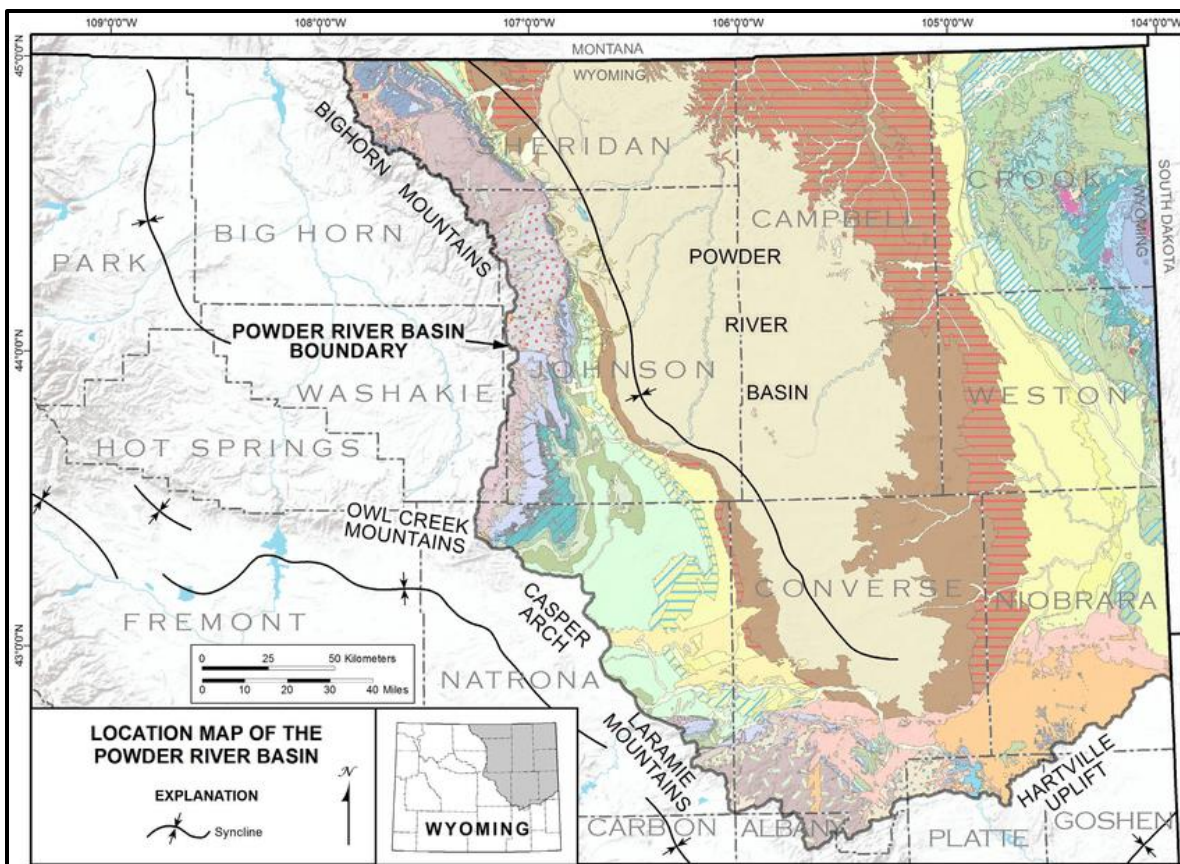 109°0'0"W
108°0'0"W
107°0'0"W
106°0'0"W
105°0'0"W
104°0'0"W
45°0'0"N
44°0'0"N
43°0'0"N
MONTANA
WYOMING
BIGHORN MOUNTAINS
SHERIDAN
CROOK
WYOMING
SOUTH DAKOTA
CAMPBELL
BIG HORN
PARK
POWDER
RIVER
BASIN
POWDER RIVER BASIN
BOUNDARY
JOHNSON
WASHAKIE
WESTON
HOT SPRINGS
OWL CREEK
MOUNTAINS
CONVERSE
NIOBRARA
CASPER
ARCH
FREMONT
NATRONA
0 25 50 Kilometers
0 10 20 30 40 Miles
LARAMIE
MOUNTAINS
HARTVILLE
UPLIFT
CARBON
ALBANY
PLATTE
GOSHEN
LOCATION MAP OF THE
POWDER RIVER BASIN
EXPLANATION
Syncline
N
WYOMING